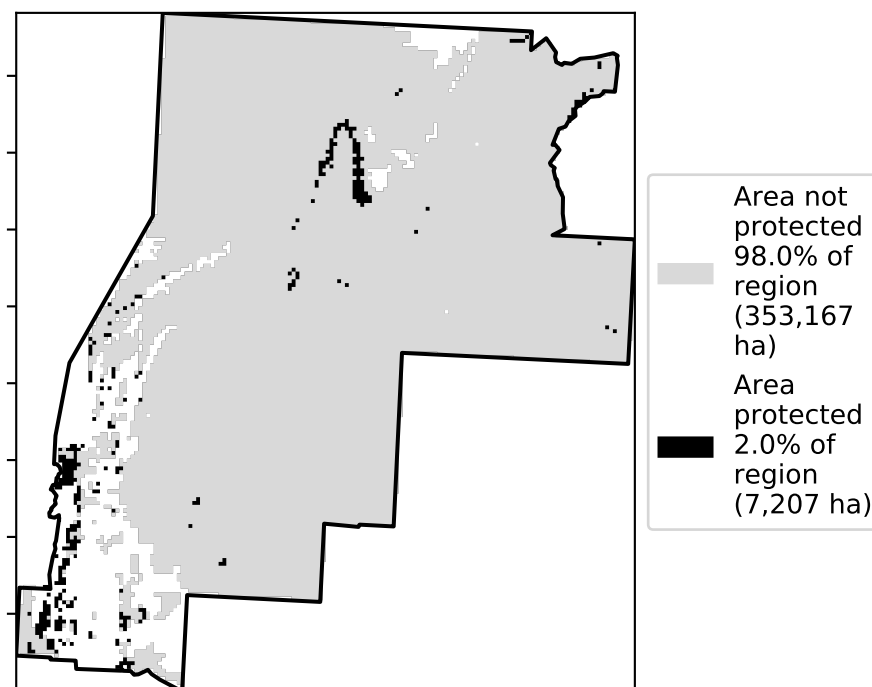 Area not
protected
98.0% of
region
(353,167
ha)
Area
protected
2.0% of
region
(7,207 ha)